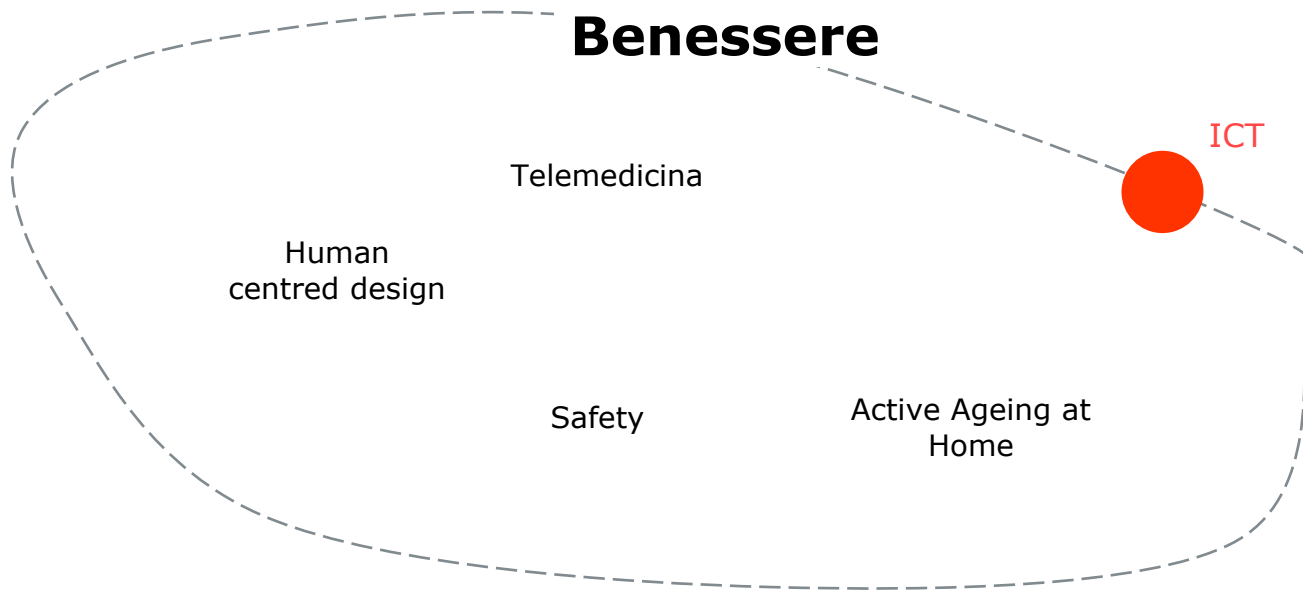 Benessere
ICT
Telemedicina
Human
centred design
Safety
Active Ageing at
Home